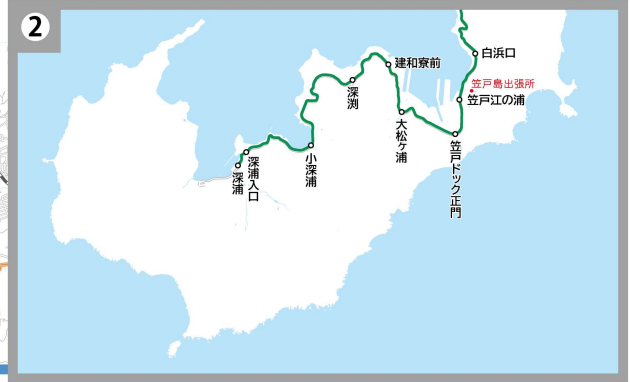 2
白浜口
建和寮前
笠戸島出張所
深渕
笠戸江の浦
大松ヶ浦
笠戸ドック正門
小深浦
深浦入口
深浦